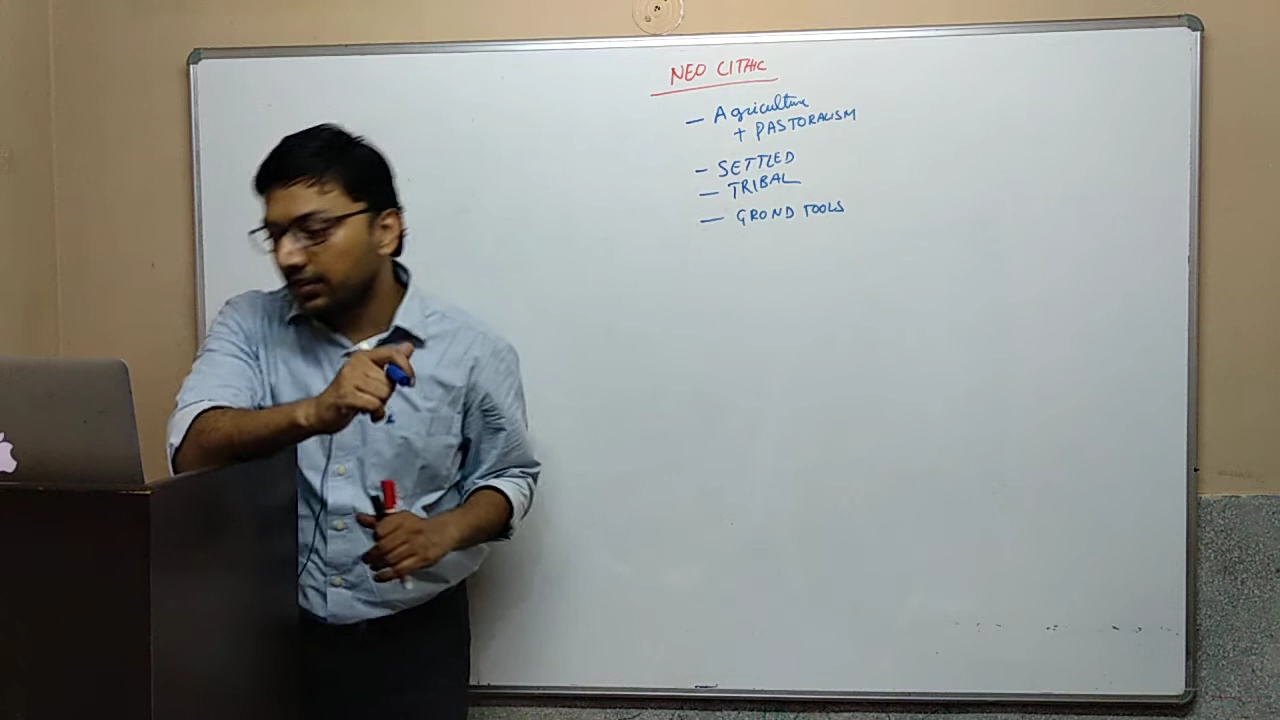 NEO LITHIC
— Agriculture
+ PASTORALISM
– SETTLED
— TRIBAL
— GROND TOOLS